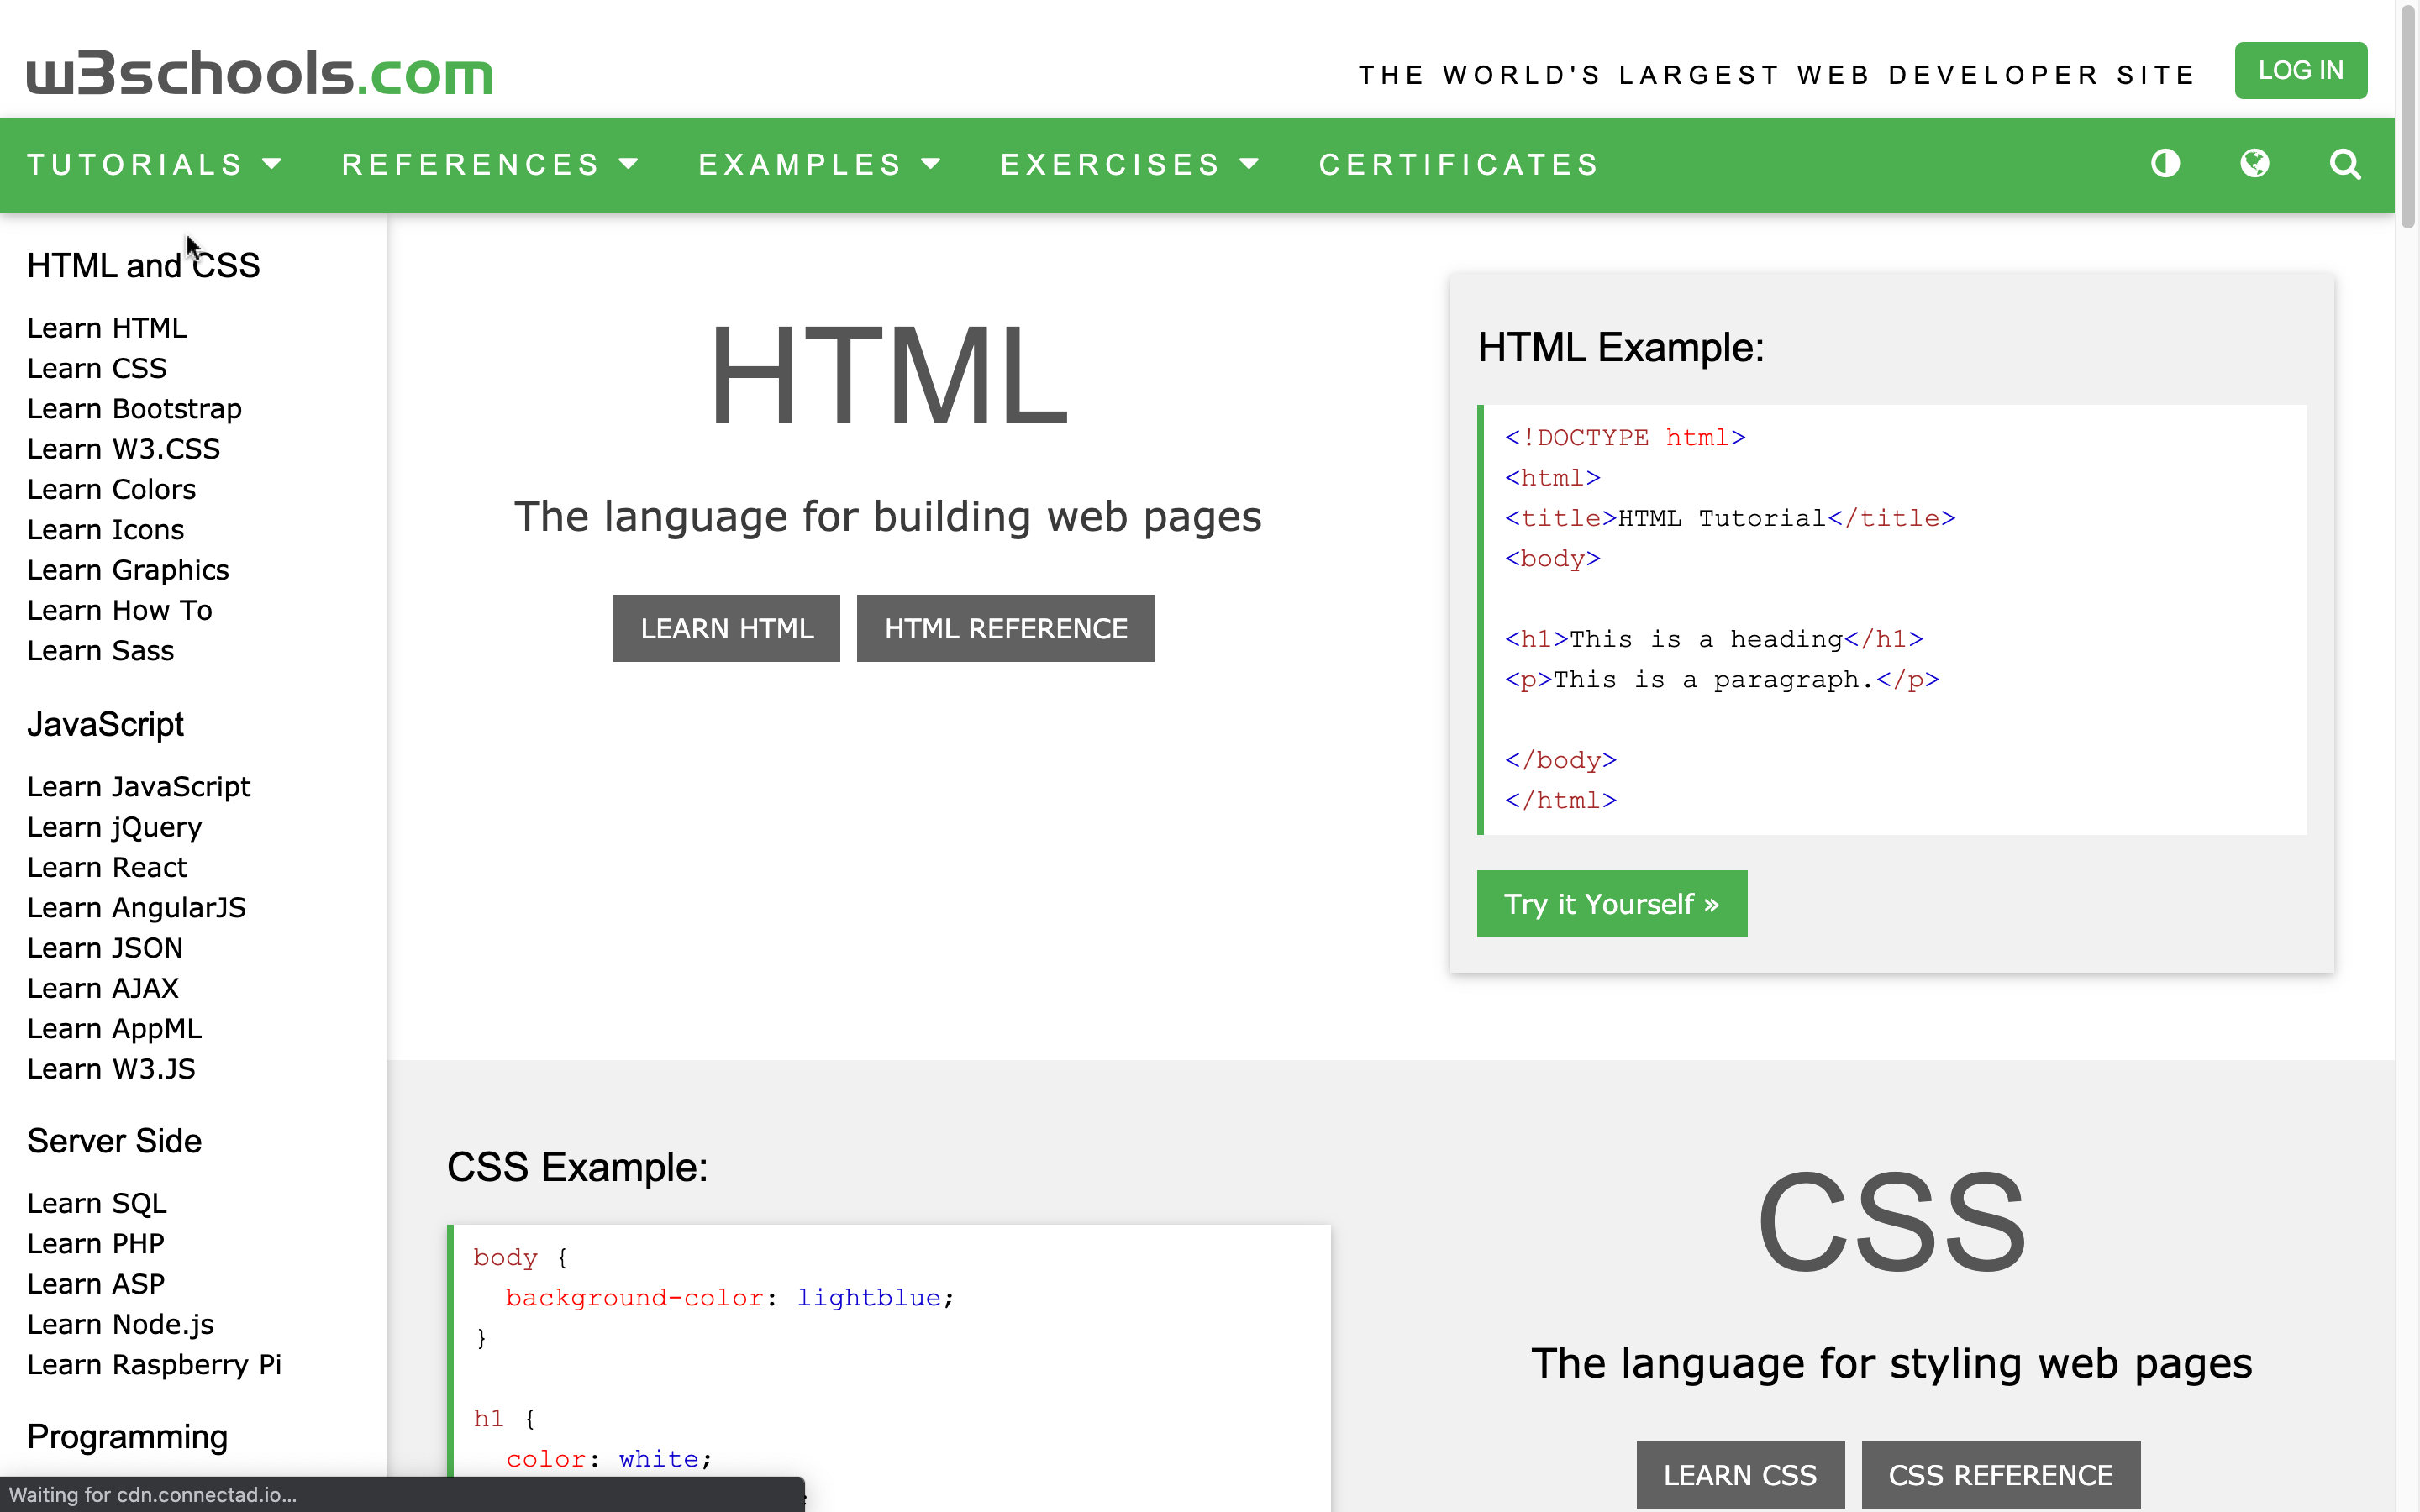 w3schools.com
THE WORLD'S LARGEST WEB DEVELOPER SITE
LOG IN
TUTORIALS
REFERENCES
EXAMPLES
EXERCISES
CERTIFICATES
HTML and CSS
Learn HTML
Learn CSS
Learn Bootstrap
Learn W3.CSS
Learn Colors
Learn Icons
Learn Graphics
Learn How To
Learn Sass
JavaScript
Learn JavaScript
Learn jQuery
Learn React
Learn AngularJS
Learn JSON
Learn AJAX
Learn AppML
Learn W3.JS
Server Side
Learn SQL
Learn PHP
Learn ASP
Learn Node.js
Learn Raspberry Pi
Programming
HTML
The language for building web pages
LEARN HTML
HTML REFERENCE
HTML Example:
<!DOCTYPE html>
<html>
<title>HTML Tutorial</title>
<body>
<h1>This is a heading</h1>
<p>This is a paragraph.</p>
</body>
</html>
Try it Yourself »
CSS Example:
body {
background-color: lightblue;
}
h1 {
color: white;
CSS
The language for styling web pages
LEARN CSS
CSS REFERENCE
Waiting for cdn.connectad.io...